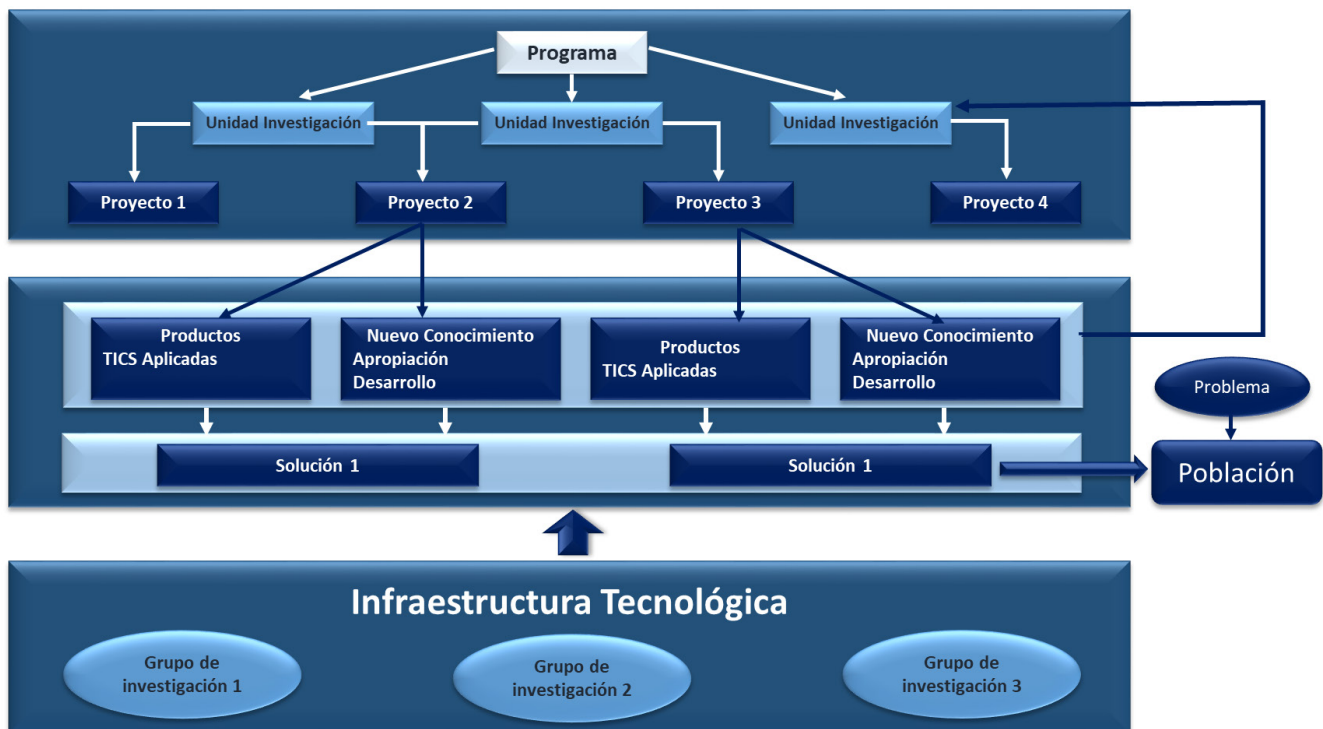 Programa
Unidad Investigación
Unidad Investigación
Unidad Investigación
Proyecto 1
Proyecto 2
Proyecto 3
Proyecto 4
Productos
TICS Aplicadas
Nuevo Conocimiento
Apropiación
Desarrollo
Productos
TICS Aplicadas
Nuevo Conocimiento
Apropiación
Desarrollo
Problema
Solución 1
Solución 1
Población
Infraestructura Tecnológica
Grupo de
investigación 1
Grupo de
investigación 2
Grupo de
investigación 3